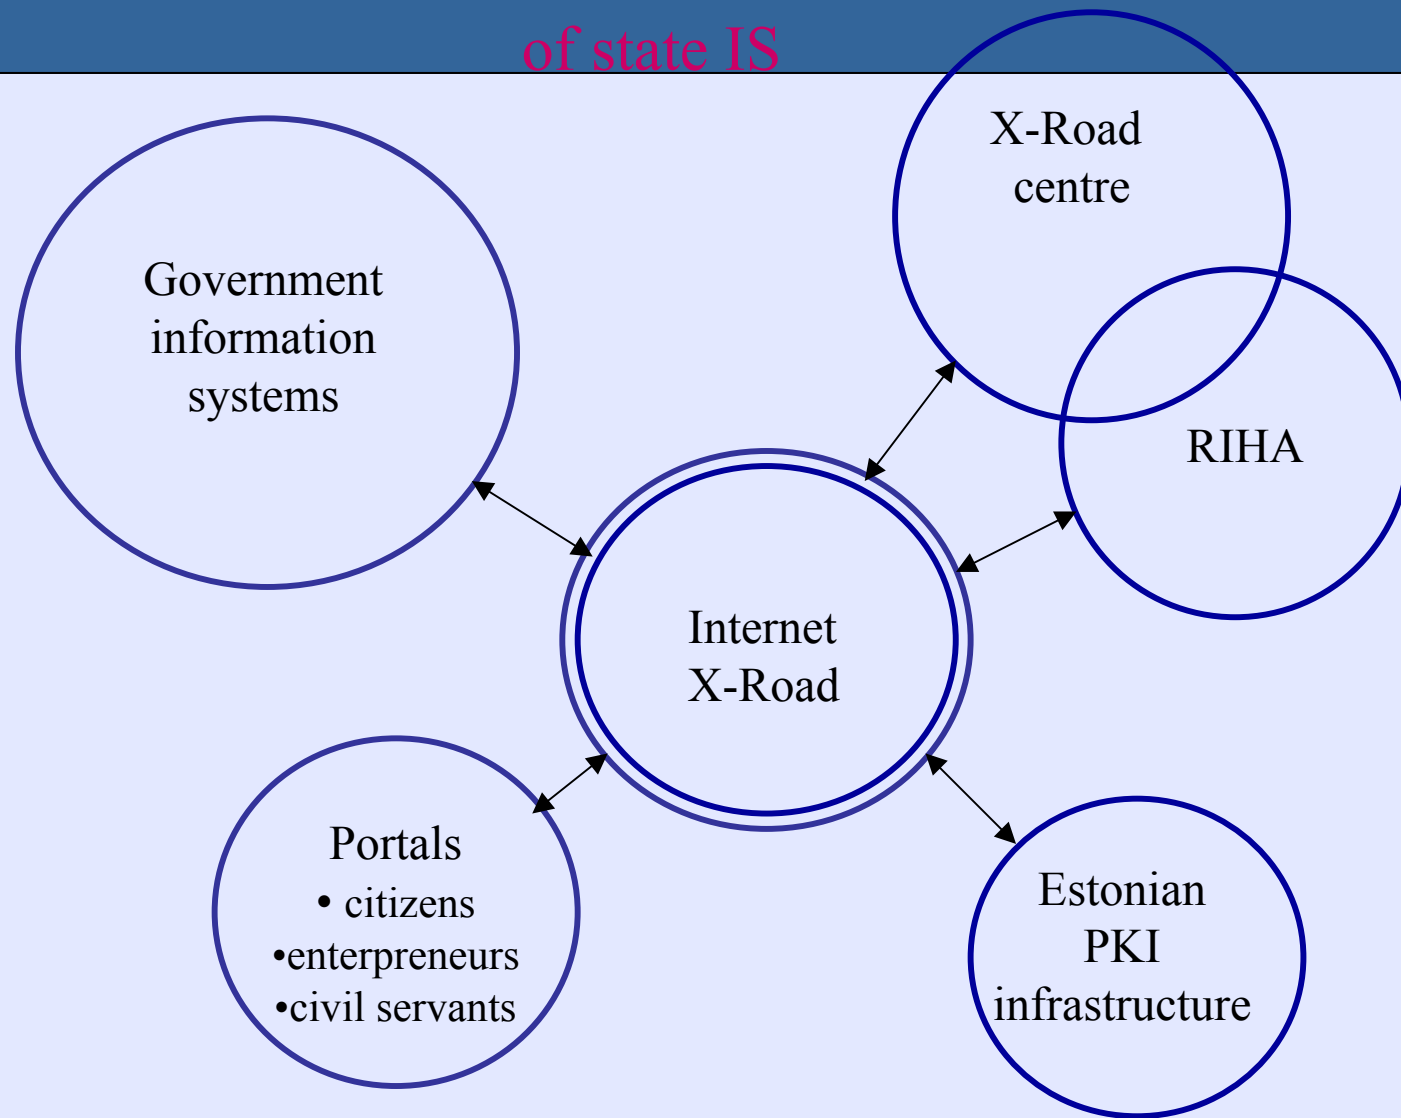 of state IS
X-Road
centre
Government
information
systems
RIHA
Internet
X-Road
Portals
• citizens
•enterpreneurs
•civil servants
Estonian
PKI
infrastructure